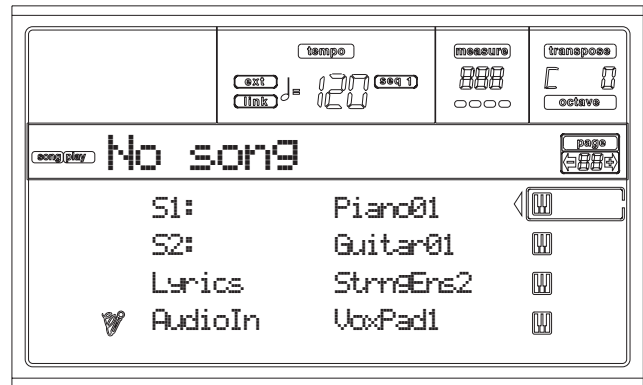 tempo measure transpose
ext ♩= 120 seq 1 888 [ 0
link octave
song play No song page
88
S1: Piano01
S2: Guitar01
Lyrics StrngEns2
AudioIn VoxPad1